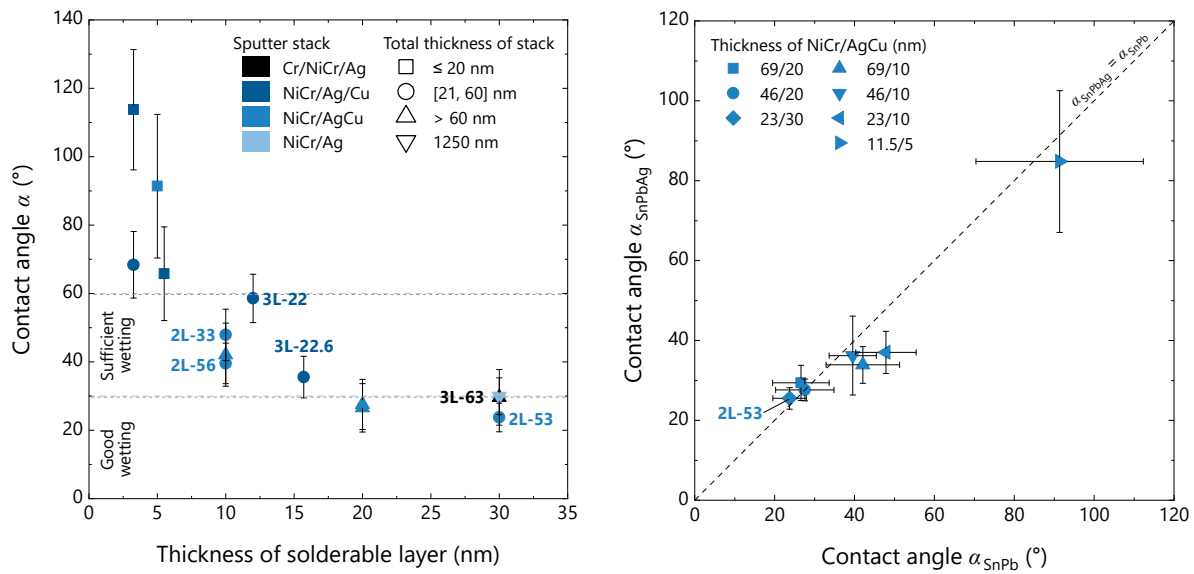 140
120
100
80
60
40
20
0
Contact angle α (°)
Sufficient
wetting
Good
wetting
Sputter stack
Cr/NiCr/Ag
NiCr/Ag/Cu
NiCr/AgCu
NiCr/Ag
Total thickness of stack
≤ 20 nm
[21, 60] nm
> 60 nm
1250 nm
3L-22
2L-33
3L-22.6
2L-56
3L-63
2L-53
0 5 10 15 20 25 30 35
Thickness of solderable layer (nm)
120
100
80
60
40
20
0
Contact angle α SnPbAg (°)
Thickness of NiCr/AgCu (nm)
69/20
46/20
23/30
69/10
46/10
23/10
11.5/5
α SnPbAg = α SnPb
2L-53
0 20 40 60 80 100 120
Contact angle α SnPb (°)